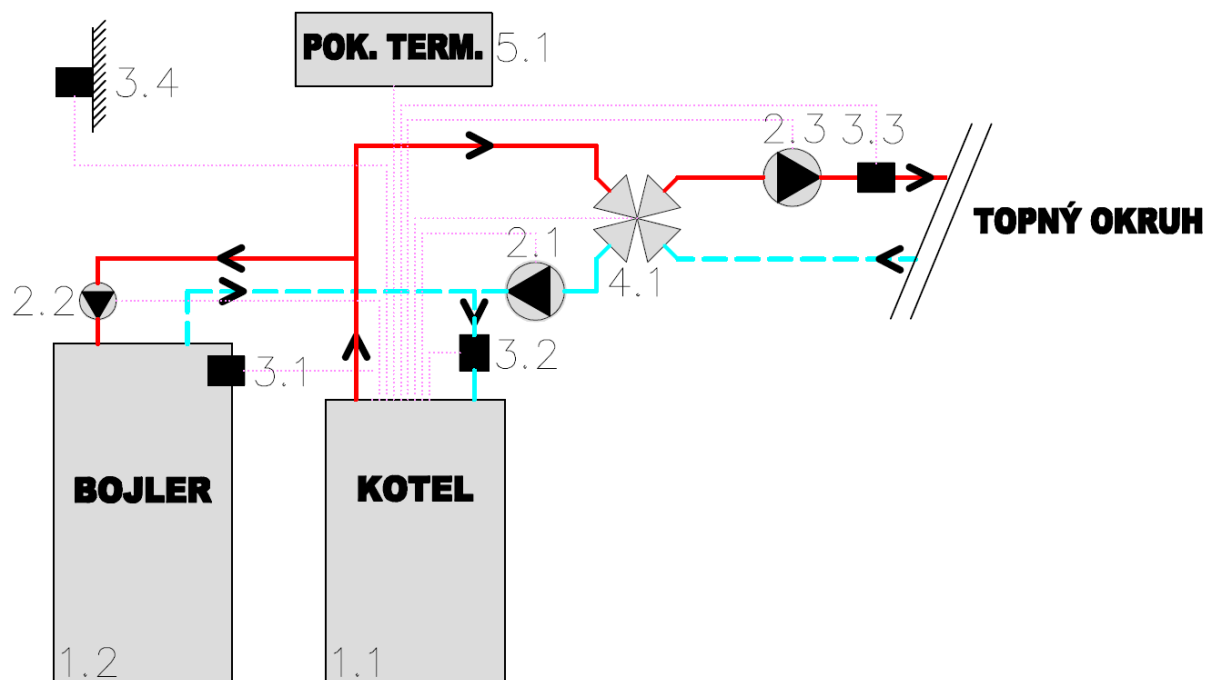 POK. TERM. 5.1
3.4
2.3 3.3
TOPNÝ OKRUH
2.1
4.1
2.2
3.1
3.2
BOJLER
KOTEL
1.2
1.1